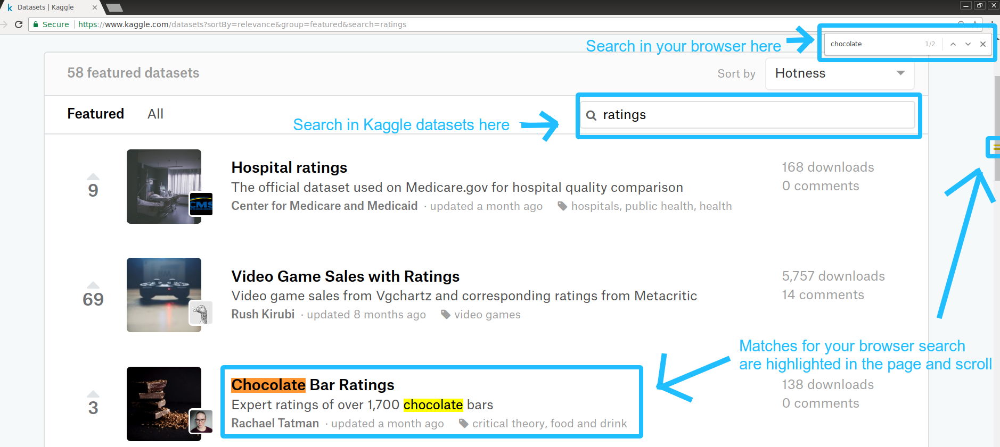 Datasets | Kaggle
Secure https://www.kaggle.com/datasets?sortBy=relevance&group=featured&search=ratings
Search in your browser here
chocolate 1/2
58 featured datasets
Sort by Hotness
Featured All
Search in Kaggle datasets here
ratings
Hospital ratings
168 downloads
9
The official dataset used on Medicare.gov for hospital quality comparison
0 comments
CMS
Center for Medicare and Medicaid · updated a month ago hospitals, public health, health
Video Game Sales with Ratings
5,757 downloads
69
Video game sales from Vgchartz and corresponding ratings from Metacritic
14 comments
Rush Kirubi · updated 8 months ago video games
Matches for your browser search
are highlighted in the page and scroll
Chocolate Bar Ratings
138 downloads
3
Expert ratings of over 1,700 chocolate bars
0 comments
Rachael Tatman · updated a month ago critical theory, food and drink